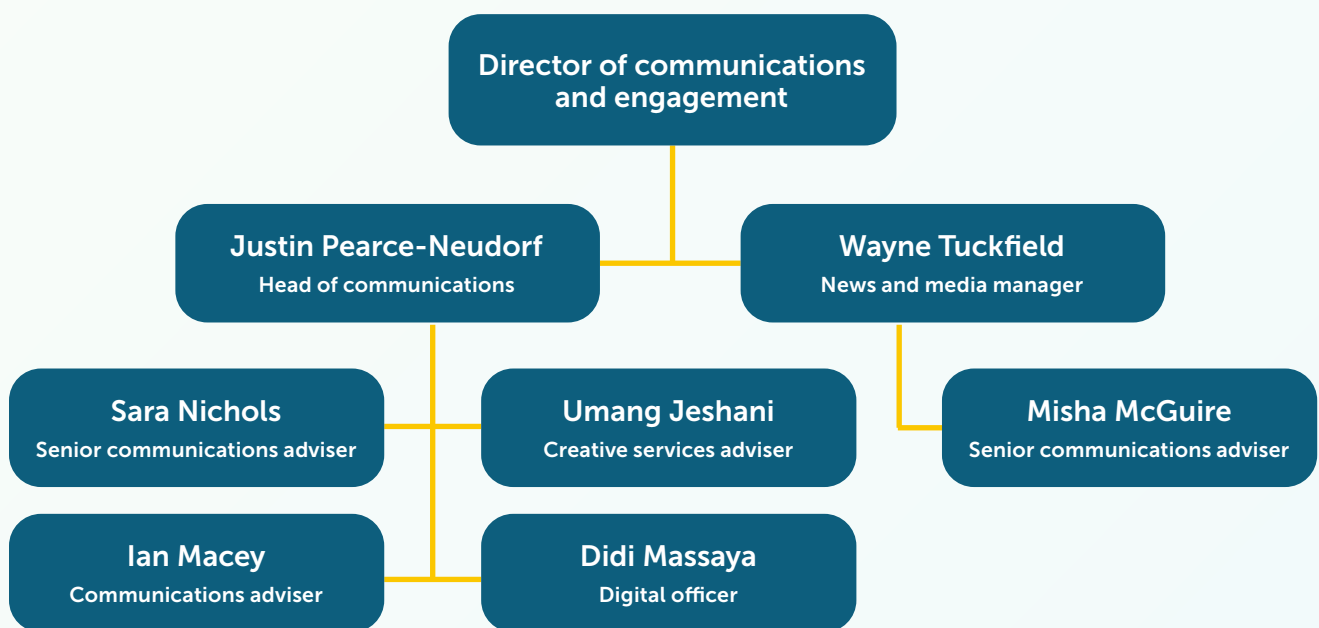 Director of communications
and engagement
Justin Pearce-Neudorf
Head of communications
Wayne Tuckfield
News and media manager
Sara Nichols
Senior communications adviser
Umang Jeshani
Creative services adviser
Misha McGuire
Senior communications adviser
Ian Macey
Communications adviser
Didi Massaya
Digital officer